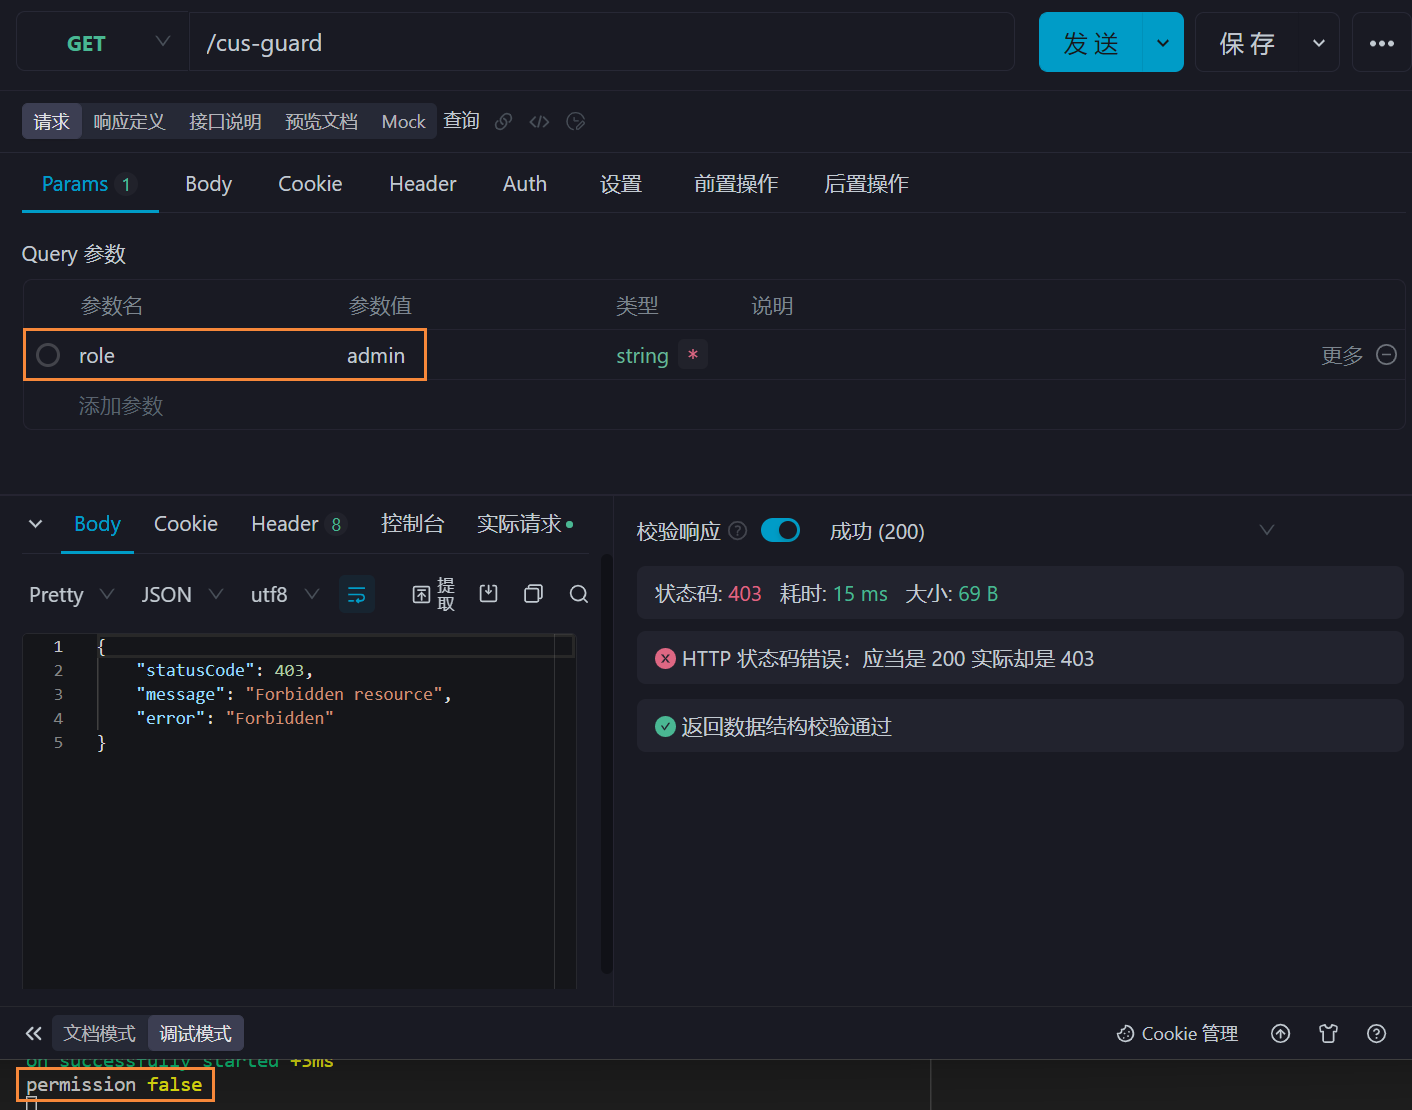 GET /cus-guard 发送 保存
请求 响应定义 接口说明 预览文档 Mock 查询
Params 1 Body Cookie Header Auth 设置 前置操作 后置操作
Query 参数
参数名 参数值 类型 说明
role admin string * 更多
添加参数
Body Cookie Header 8 控制台 实际请求
校验响应 成功 (200)
Pretty JSON utf8 提取
状态码: 403 耗时: 15 ms 大小: 69 B
HTTP 状态码错误：应当是 200 实际却是 403
返回数据结构校验通过
1 {
2 "statusCode": 403,
3 "message": "Forbidden resource",
4 "error": "Forbidden"
5 }
文档模式 调试模式 Cookie 管理
on successfully started +3ms
permission false